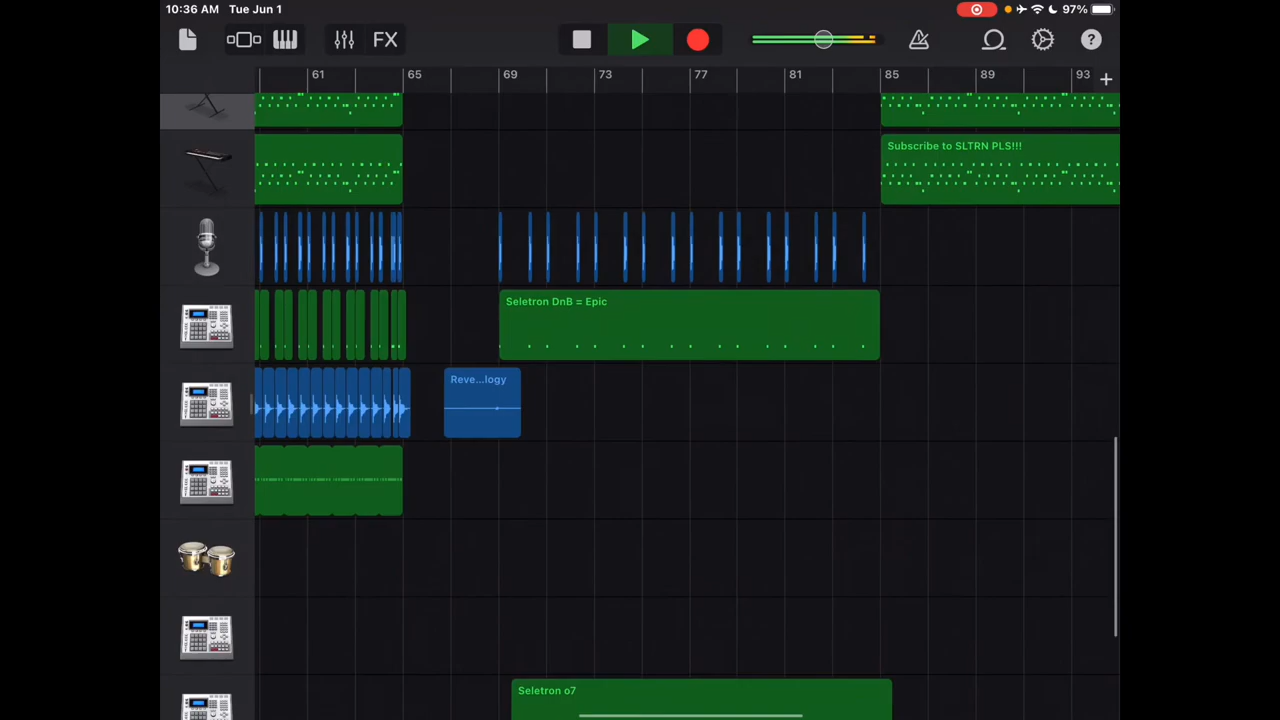 10:36 AM Tue Jun 1 97%
FX ?
61 65 69 73 77 81 85 89 93 +
Subscribe to SLTRN PLS!!!
Seletron DnB = Epic
Reve...logy
Seletron o7